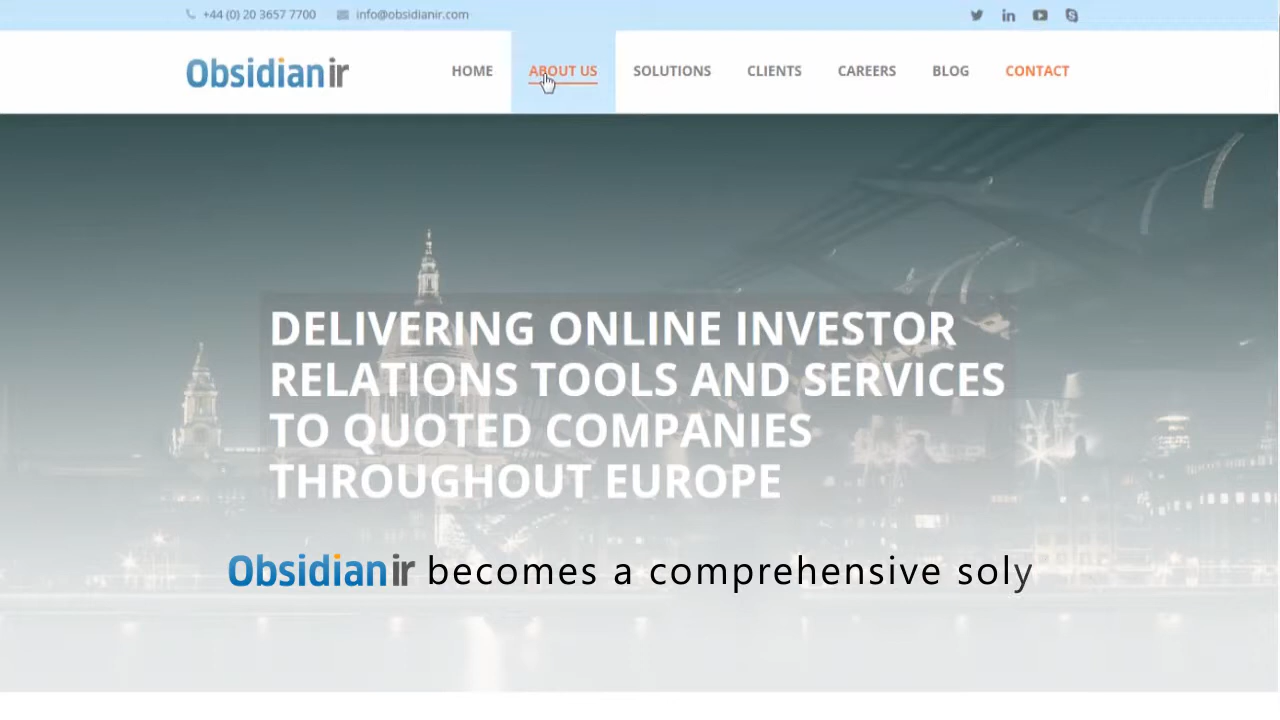 +44 (0) 20 3657 7700 info@obsidianir.com
Obsidianir HOME ABOUT US SOLUTIONS CLIENTS CAREERS BLOG CONTACT
DELIVERING ONLINE INVESTOR
RELATIONS TOOLS AND SERVICES
TO QUOTED COMPANIES
THROUGHOUT EUROPE
Obsidianir becomes a comprehensive soly